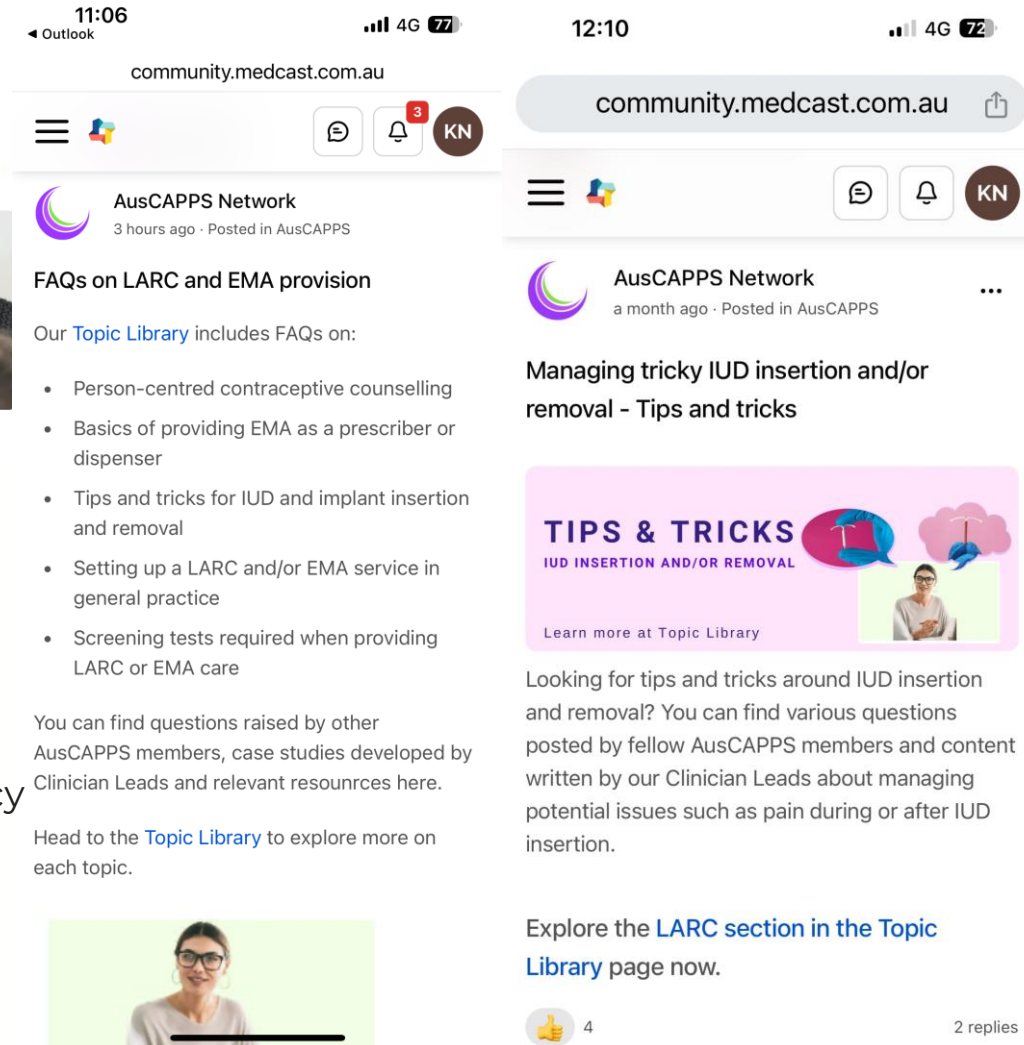 11:06
◄ Outlook
4G 77
community.medcast.com.au
3
KN
AusCAPPS Network
3 hours ago · Posted in AusCAPPS
FAQs on LARC and EMA provision
Our Topic Library includes FAQs on:
• Person-centred contraceptive counselling
• Basics of providing EMA as a prescriber or
dispenser
• Tips and tricks for IUD and implant insertion
and removal
• Setting up a LARC and/or EMA service in
general practice
• Screening tests required when providing
LARC or EMA care
You can find questions raised by other
AusCAPPS members, case studies developed by
Clinician Leads and relevant resounrces here.
Head to the Topic Library to explore more on
each topic.
cy
12:10
4G 72
community.medcast.com.au
KN
AusCAPPS Network
...
a month ago · Posted in AusCAPPS
Managing tricky IUD insertion and/or
removal - Tips and tricks
TIPS & TRICKS
IUD INSERTION AND/OR REMOVAL
Learn more at Topic Library
Looking for tips and tricks around IUD insertion
and removal? You can find various questions
posted by fellow AusCAPPS members and content
written by our Clinician Leads about managing
potential issues such as pain during or after IUD
insertion.
Explore the LARC section in the Topic
Library page now.
👍 4
2 replies